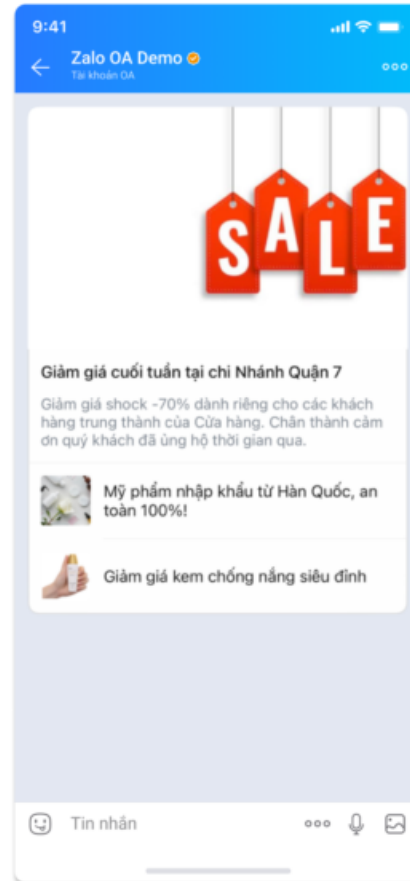 9:41
Zalo OA Demo
Tài khoản OA
SALE
Giảm giá cuối tuần tại chi Nhánh Quận 7
Giảm giá shock -70% dành riêng cho các khách
hàng trung thành của Cửa hàng. Chân thành cảm
ơn quý khách đã ủng hộ thời gian qua.
Mỹ phẩm nhập khẩu từ Hàn Quốc, an
toàn 100%!
Giảm giá kem chống nắng siêu đỉnh
Tin nhắn